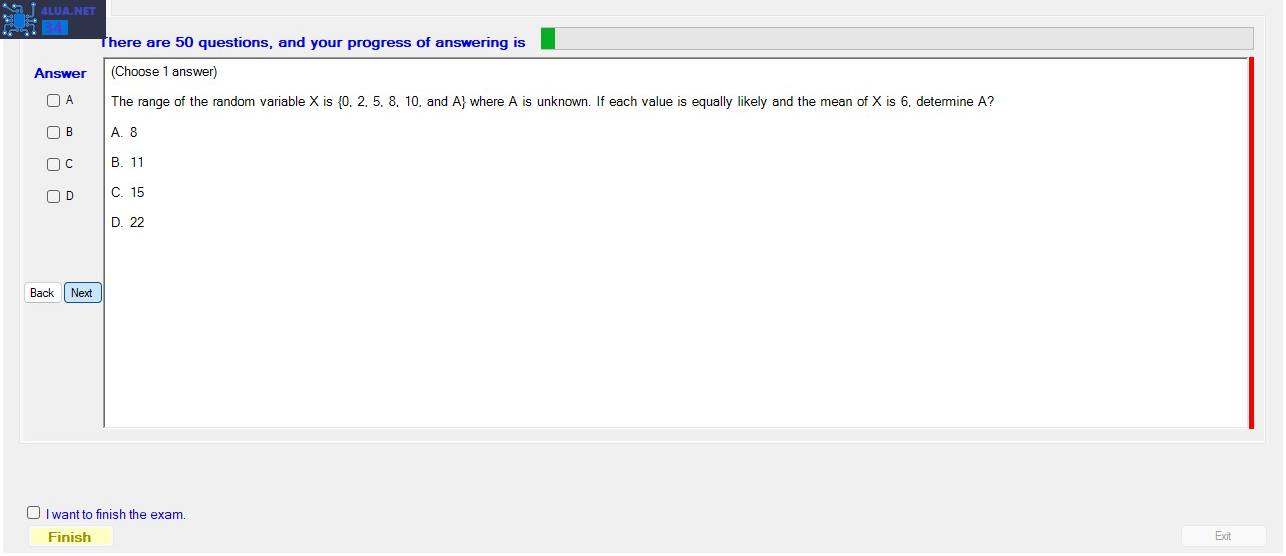 4LUA.NET
34
There are 50 questions, and your progress of answering is
Answer
(Choose 1 answer)
A
The range of the random variable X is {0, 2, 5, 8, 10, and A} where A is unknown. If each value is equally likely and the mean of X is 6, determine A?
B
A. 8
C
B. 11
D
C. 15
D. 22
Back Next
I want to finish the exam.
Finish
Exit